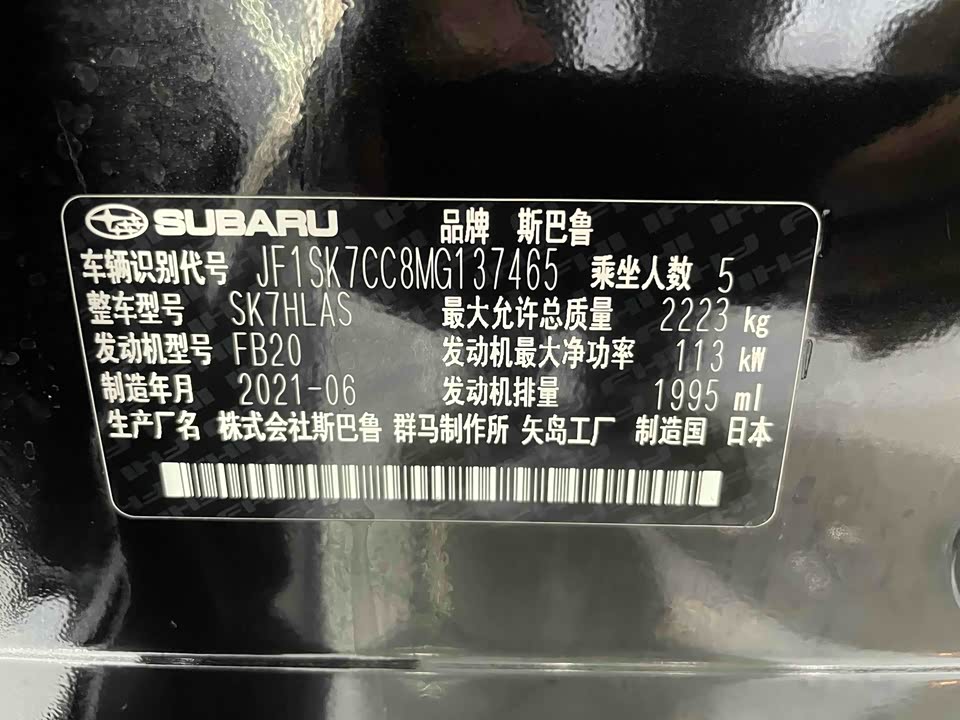 SUBARU 品牌 斯巴鲁
车辆识别代号 JF1SK7CC8MG137465 乘坐人数 5
整车型号 SK7HLAS 最大允许总质量 2223 kg
发动机型号 FB20 发动机最大净功率 113 kW
制造年月 2021-06 发动机排量 1995 ml
生产厂名 株式会社斯巴鲁 群马制作所 矢岛工厂 制造国 日本